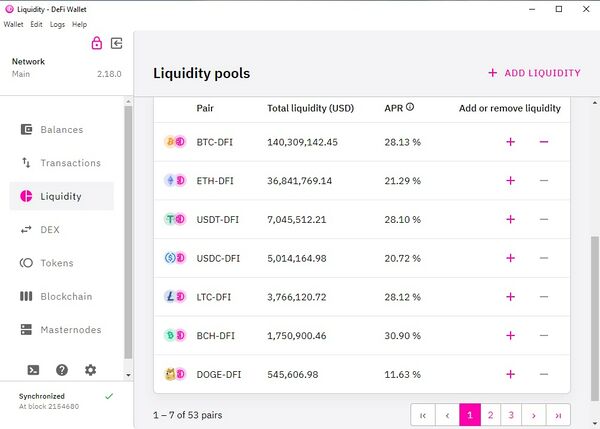 Liquidity - DeFi Wallet
Wallet Edit Logs Help
Network
Main 2.18.0
Balances
Transactions
Liquidity
DEX
Tokens
Blockchain
Masternodes
Synchronized
At block 2154680
Liquidity pools
+ ADD LIQUIDITY
Pair Total liquidity (USD) APR Add or remove liquidity
BTC-DFI 140,309,142.45 28.13 % + −
ETH-DFI 36,841,769.14 21.29 % + −
USDT-DFI 7,045,512.21 28.10 % + −
USDC-DFI 5,014,164.98 20.72 % + −
LTC-DFI 3,766,120.72 28.12 % + −
BCH-DFI 1,750,900.46 30.90 % + −
DOGE-DFI 545,606.98 11.63 % + −
1 – 7 of 53 pairs 1 2 3